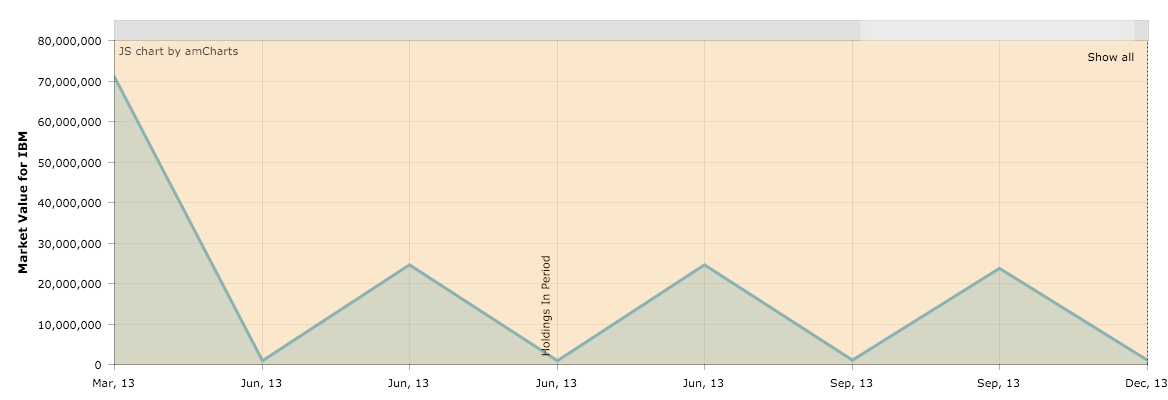 80,000,000
JS chart by amCharts
Show all
70,000,000
60,000,000
50,000,000
40,000,000
30,000,000
20,000,000
10,000,000
0
Market Value for IBM
Holdings In Period
Mar, 13 Jun, 13 Jun, 13 Jun, 13 Jun, 13 Sep, 13 Sep, 13 Dec, 13